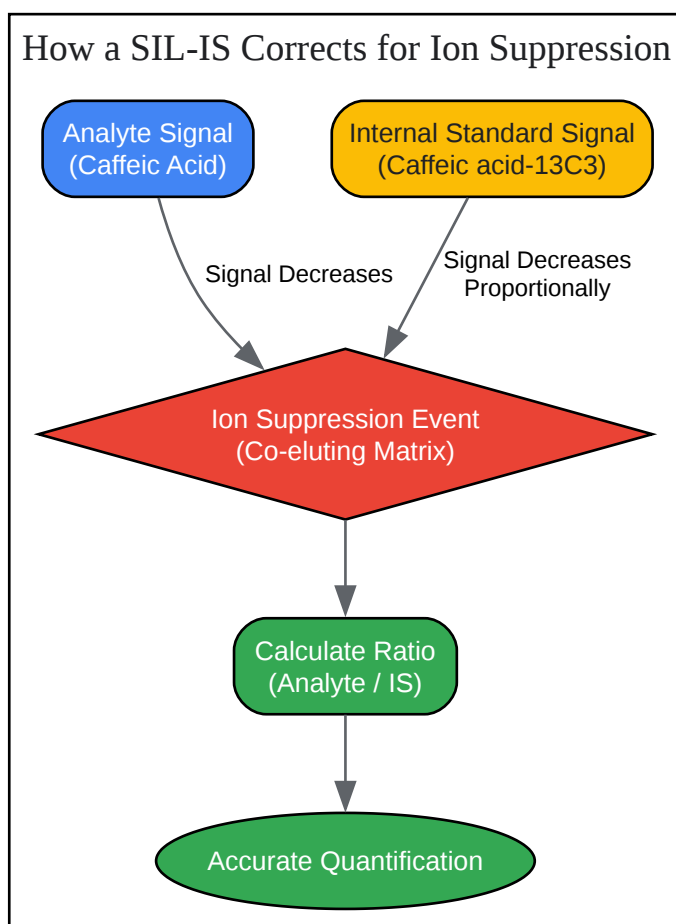 How a SIL-IS Corrects for Ion Suppression
Analyte Signal
(Caffeic Acid)
Internal Standard Signal
(Caffeic acid-13C3)
Signal Decreases
Signal Decreases
Proportionally
Ion Suppression Event
(Co-eluting Matrix)
Calculate Ratio
(Analyte / IS)
Accurate Quantification